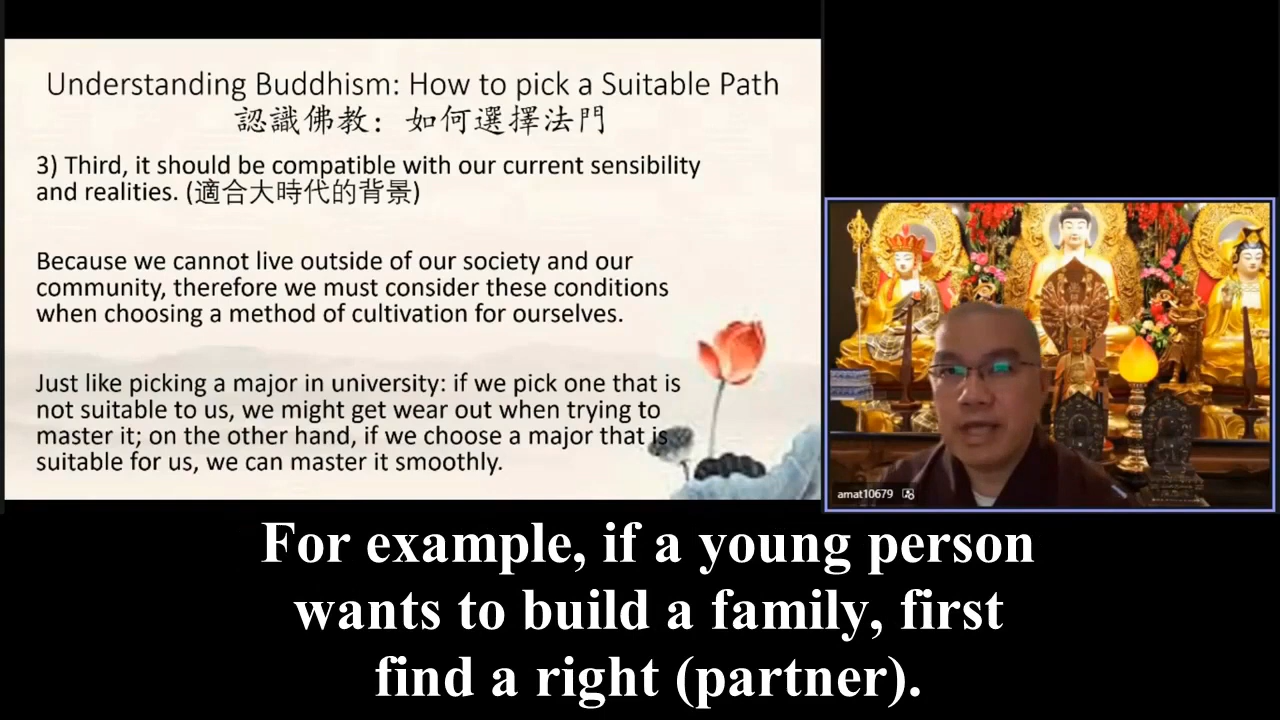 Understanding Buddhism: How to pick a Suitable Path
認識佛教：如何選擇法門
3) Third, it should be compatible with our current sensibility
and realities. (適合大時代的背景)
Because we cannot live outside of our society and our
community, therefore we must consider these conditions
when choosing a method of cultivation for ourselves.
Just like picking a major in university: if we pick one that is
not suitable to us, we might get wear out when trying to
master it; on the other hand, if we choose a major that is
suitable for us, we can master it smoothly.
amat10679
For example, if a young person
wants to build a family, first
find a right (partner).